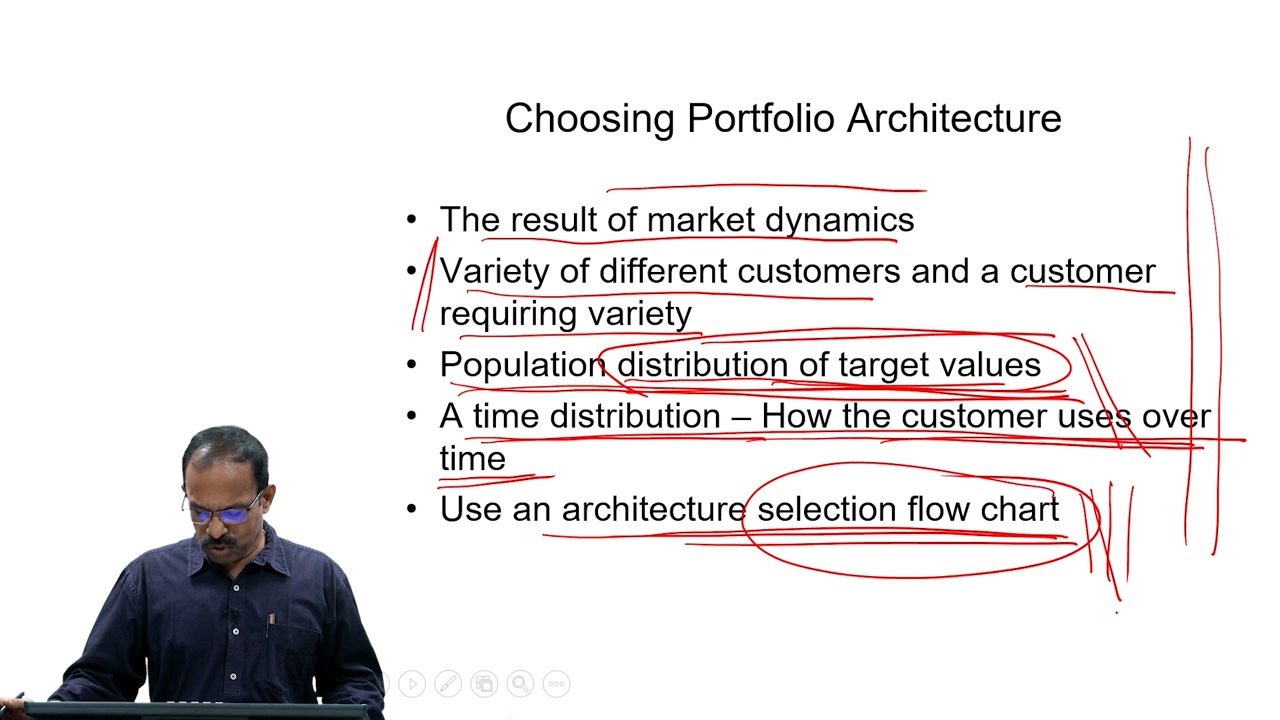 Choosing Portfolio Architecture
• The result of market dynamics
• Variety of different customers and a customer
requiring variety
• Population distribution of target values
• A time distribution – How the customer uses over
time
• Use an architecture selection flow chart